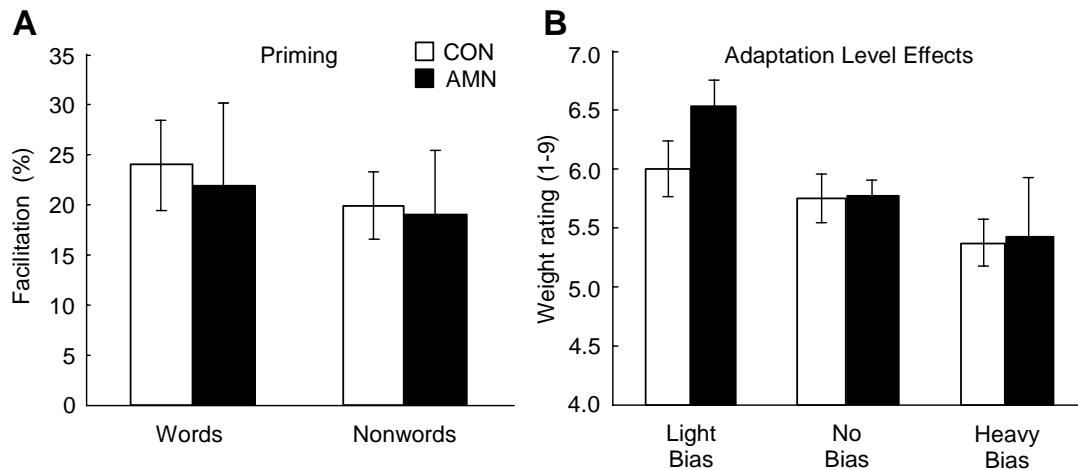 A
Priming
CON
AMN
Facilitation (%)
35
30
25
20
15
10
5
0
Words
Nonwords
B
Adaptation Level Effects
Weight rating (1-9)
7.0
6.5
6.0
5.5
5.0
4.5
4.0
Light
Bias
No
Bias
Heavy
Bias